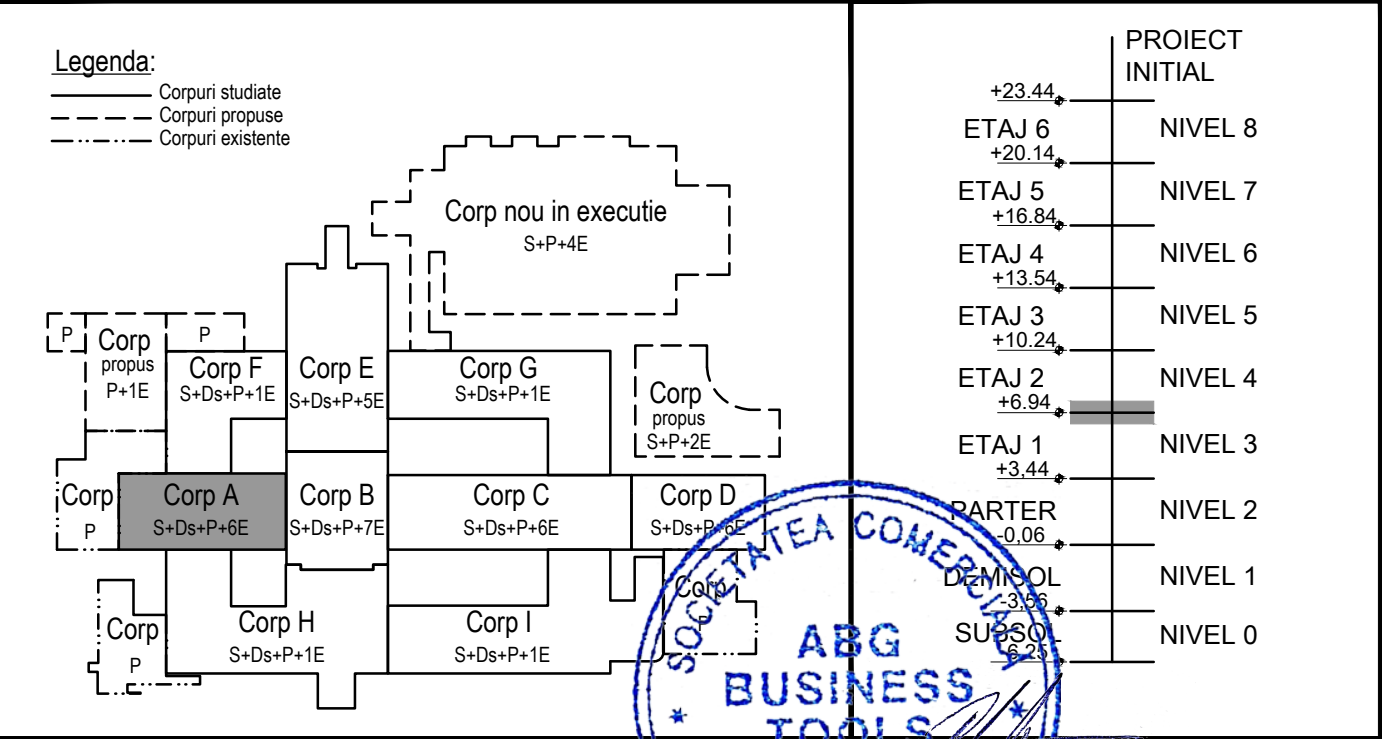 Legenda:
Corpuri studiate
Corpuri propuse
Corpuri existente
Corp nou in executie
S+P+4E
P
Corp
propus
P+1E
P
Corp F
S+Ds+P+1E
Corp E
S+Ds+P+5E
Corp G
S+Ds+P+1E
Corp
propus
S+P+2E
Corp
P
Corp A
S+Ds+P+6E
Corp B
S+Ds+P+7E
Corp C
S+Ds+P+6E
Corp D
S+Ds+P+6E
Corp
P
Corp H
S+Ds+P+1E
Corp I
S+Ds+P+1E
Corp
P
PROIECT
INITIAL
+23.44
ETAJ 6 NIVEL 8
+20.14
ETAJ 5 NIVEL 7
+16.84
ETAJ 4 NIVEL 6
+13.54
ETAJ 3 NIVEL 5
+10.24
ETAJ 2 NIVEL 4
+6.94
ETAJ 1 NIVEL 3
+3,44
PARTER NIVEL 2
-0,06
DEMISOL NIVEL 1
-3,56
SUBSOL NIVEL 0
-6,25
SOCIETATEA COMERCIALA
ABG
BUSINESS
TOOLS